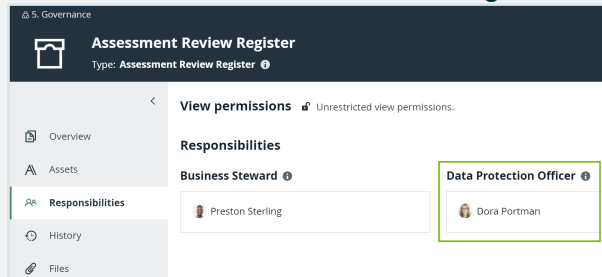 5. Governance
Assessment Review Register
Type: Assessment Review Register
View permissions Unrestricted view permissions.
Overview
Assets
Responsibilities
History
Files
Responsibilities
Business Steward
Data Protection Officer
Preston Sterling
Dora Portman